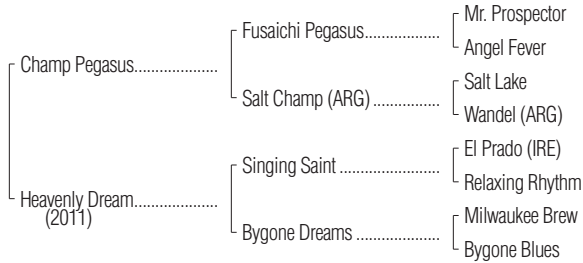 Mr. Prospector
Fusaichi Pegasus..................
Angel Fever
Champ Pegasus....................
Salt Lake
Salt Champ (ARG) ................
Wandel (ARG)
El Prado (IRE)
Singing Saint ........................
Relaxing Rhythm
Heavenly Dream....................
(2011)
Milwaukee Brew
Bygone Dreams .....................
Bygone Blues